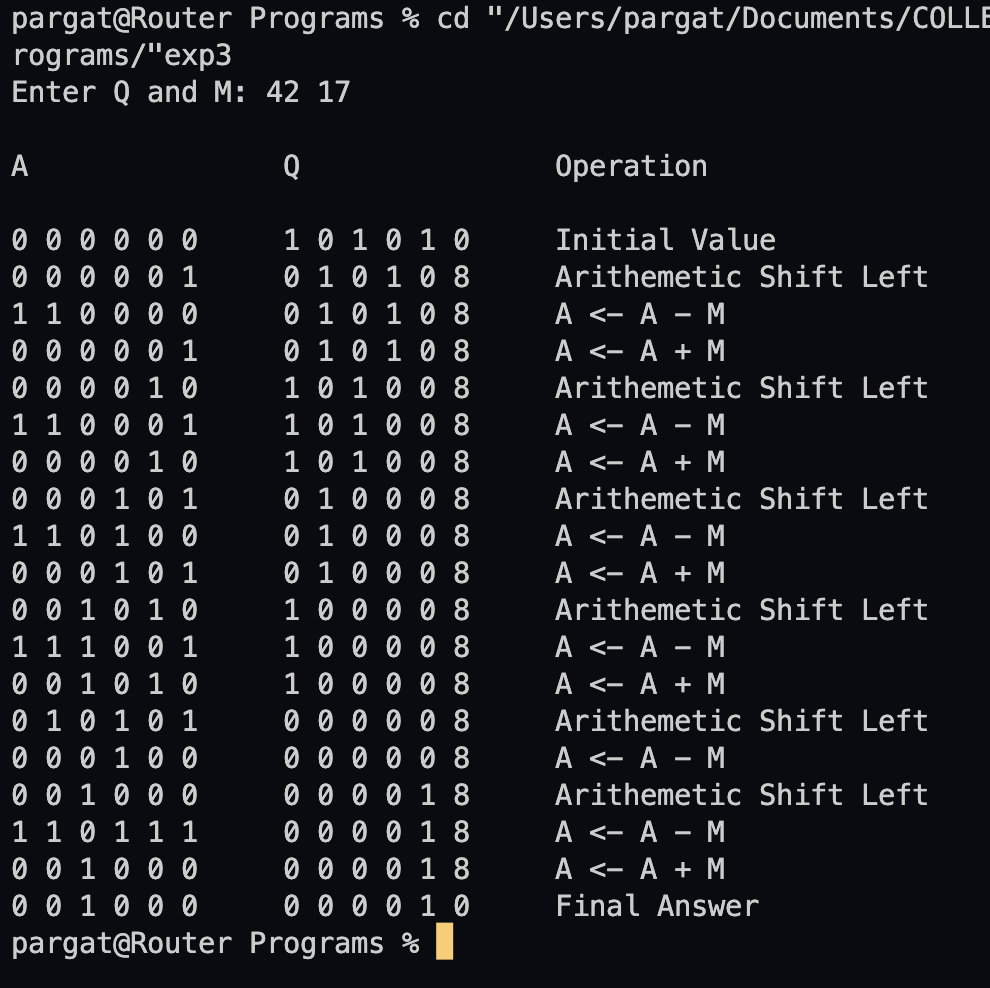 pargat@Router Programs % cd "/Users/pargat/Documents/COLLE
rograms/"exp3
Enter Q and M: 42 17
A Q Operation
0 0 0 0 0 0 1 0 1 0 1 0 Initial Value
0 0 0 0 0 1 0 1 0 1 0 8 Arithemetic Shift Left
1 1 0 0 0 0 0 1 0 1 0 8 A <- A - M
0 0 0 0 0 1 0 1 0 1 0 8 A <- A + M
0 0 0 0 1 0 1 0 1 0 0 8 Arithemetic Shift Left
1 1 0 0 0 1 1 0 1 0 0 8 A <- A - M
0 0 0 0 1 0 1 0 1 0 0 8 A <- A + M
0 0 0 1 0 1 0 1 0 0 0 8 Arithemetic Shift Left
1 1 0 1 0 0 0 1 0 0 0 8 A <- A - M
0 0 0 1 0 1 0 1 0 0 0 8 A <- A + M
0 0 1 0 1 0 1 0 0 0 0 8 Arithemetic Shift Left
1 1 1 0 0 1 1 0 0 0 0 8 A <- A - M
0 0 1 0 1 0 1 0 0 0 0 8 A <- A + M
0 1 0 1 0 1 0 0 0 0 0 8 Arithemetic Shift Left
0 0 0 1 0 0 0 0 0 0 0 8 A <- A - M
0 0 1 0 0 0 0 0 0 0 1 8 Arithemetic Shift Left
1 1 0 1 1 1 0 0 0 0 1 8 A <- A - M
0 0 1 0 0 0 0 0 0 0 1 8 A <- A + M
0 0 1 0 0 0 0 0 0 0 1 0 Final Answer
pargat@Router Programs %